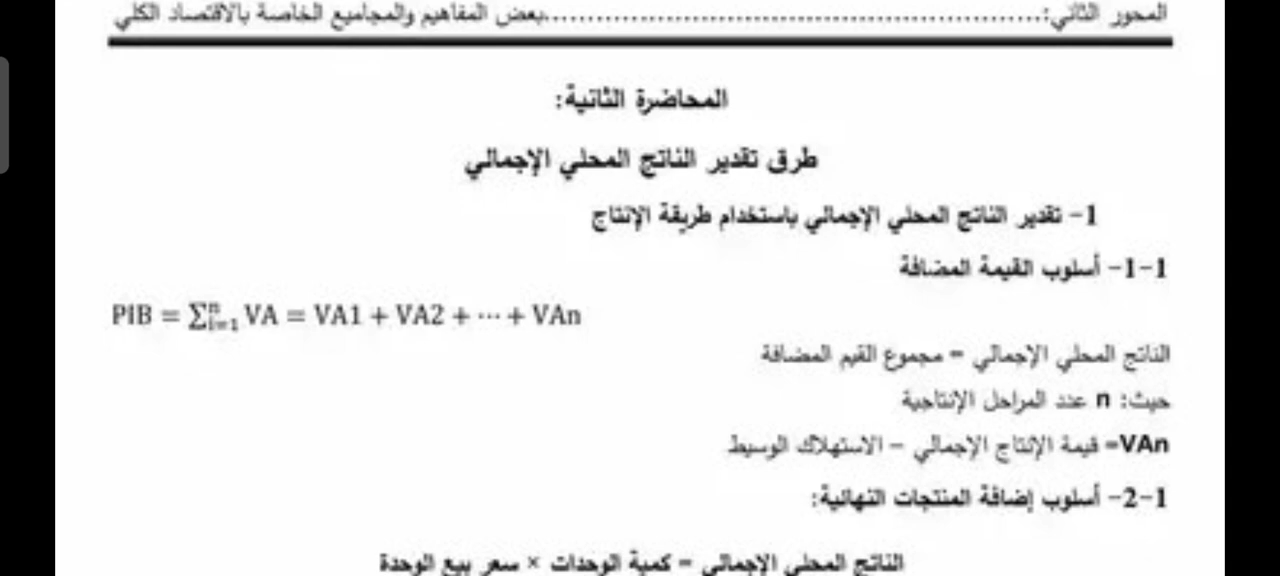 المحور الثاني:......................................................بعض المفاهيم والمجاميع الخاصة بالاقتصاد الكلي
المحاضرة الثانية:
طرق تقدير الناتج المحلي الإجمالي
1- تقدير الناتج المحلي الإجمالي باستخدام طريقة الإنتاج
1-1- أسلوب القيمة المضافة
PIB = ∑ⁿᵢ₌₁ VA = VA1 + VA2 + ⋯ + VAn
الناتج المحلي الإجمالي = مجموع القيم المضافة
حيث: n عدد المراحل الإنتاجية
VAn= قيمة الإنتاج الإجمالي – الاستهلاك الوسيط
1-2- أسلوب إضافة المنتجات النهائية:
الناتج المحلي الإجمالي = كمية الوحدات × سعر بيع الوحدة